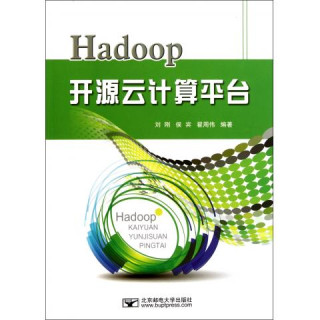 Hadoop
开源云计算平台
刘刚 侯宾 翟周伟 编著
Hadoop
KAIYUAN
YUNJISUAN
PINGTAI
北京邮电大学出版社
www.buptpress.com